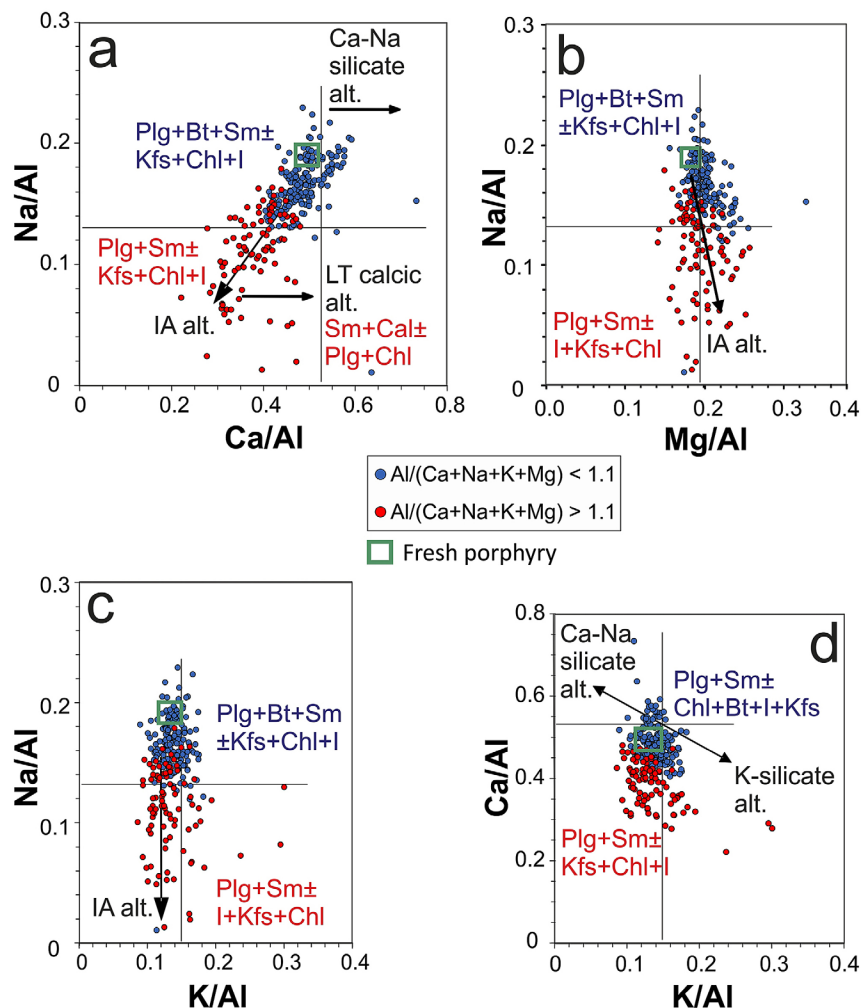 a
0.3
0.2
0.1
0
Na/Al
Ca-Na
silicate
alt.
Plg+Bt+Sm±
Kfs+Chl+I
Plg+Sm±
Kfs+Chl+I
LT calcic
alt.
IA alt.
Sm+Cal±
Plg+Chl
0 0.2 0.4 0.6 0.8
Ca/Al
b
0.3
0.2
0.1
0
Na/Al
Plg+Bt+Sm
±Kfs+Chl+I
Plg+Sm±
I+Kfs+Chl
IA alt.
0.0 0.1 0.2 0.3 0.4
Mg/Al
Al/(Ca+Na+K+Mg) < 1.1
Al/(Ca+Na+K+Mg) > 1.1
Fresh porphyry
c
0.3
0.2
0.1
0
Na/Al
Plg+Bt+Sm
±Kfs+Chl+I
Plg+Sm±
I+Kfs+Chl
IA alt.
0 0.1 0.2 0.3 0.4
K/Al
d
0.8
0.6
0.4
0.2
0
Ca/Al
Ca-Na
silicate
alt.
Plg+Sm±
Chl+Bt+I+Kfs
K-silicate
alt.
Plg+Sm±
Kfs+Chl+I
0 0.1 0.2 0.3 0.4
K/Al